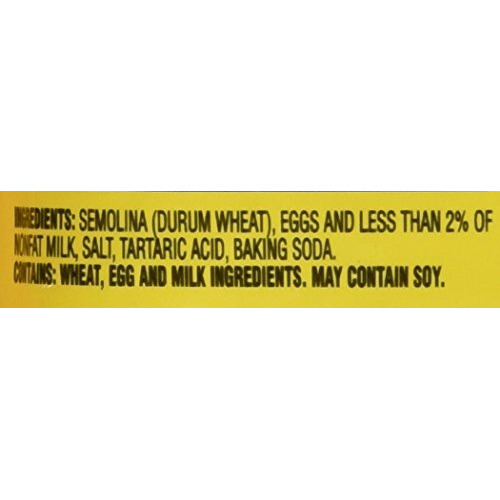 INGREDIENTS: SEMOLINA (DURUM WHEAT), EGGS AND LESS THAN 2% OF
NONFAT MILK, SALT, TARTARIC ACID, BAKING SODA.
CONTAINS: WHEAT, EGG AND MILK INGREDIENTS. MAY CONTAIN SOY.